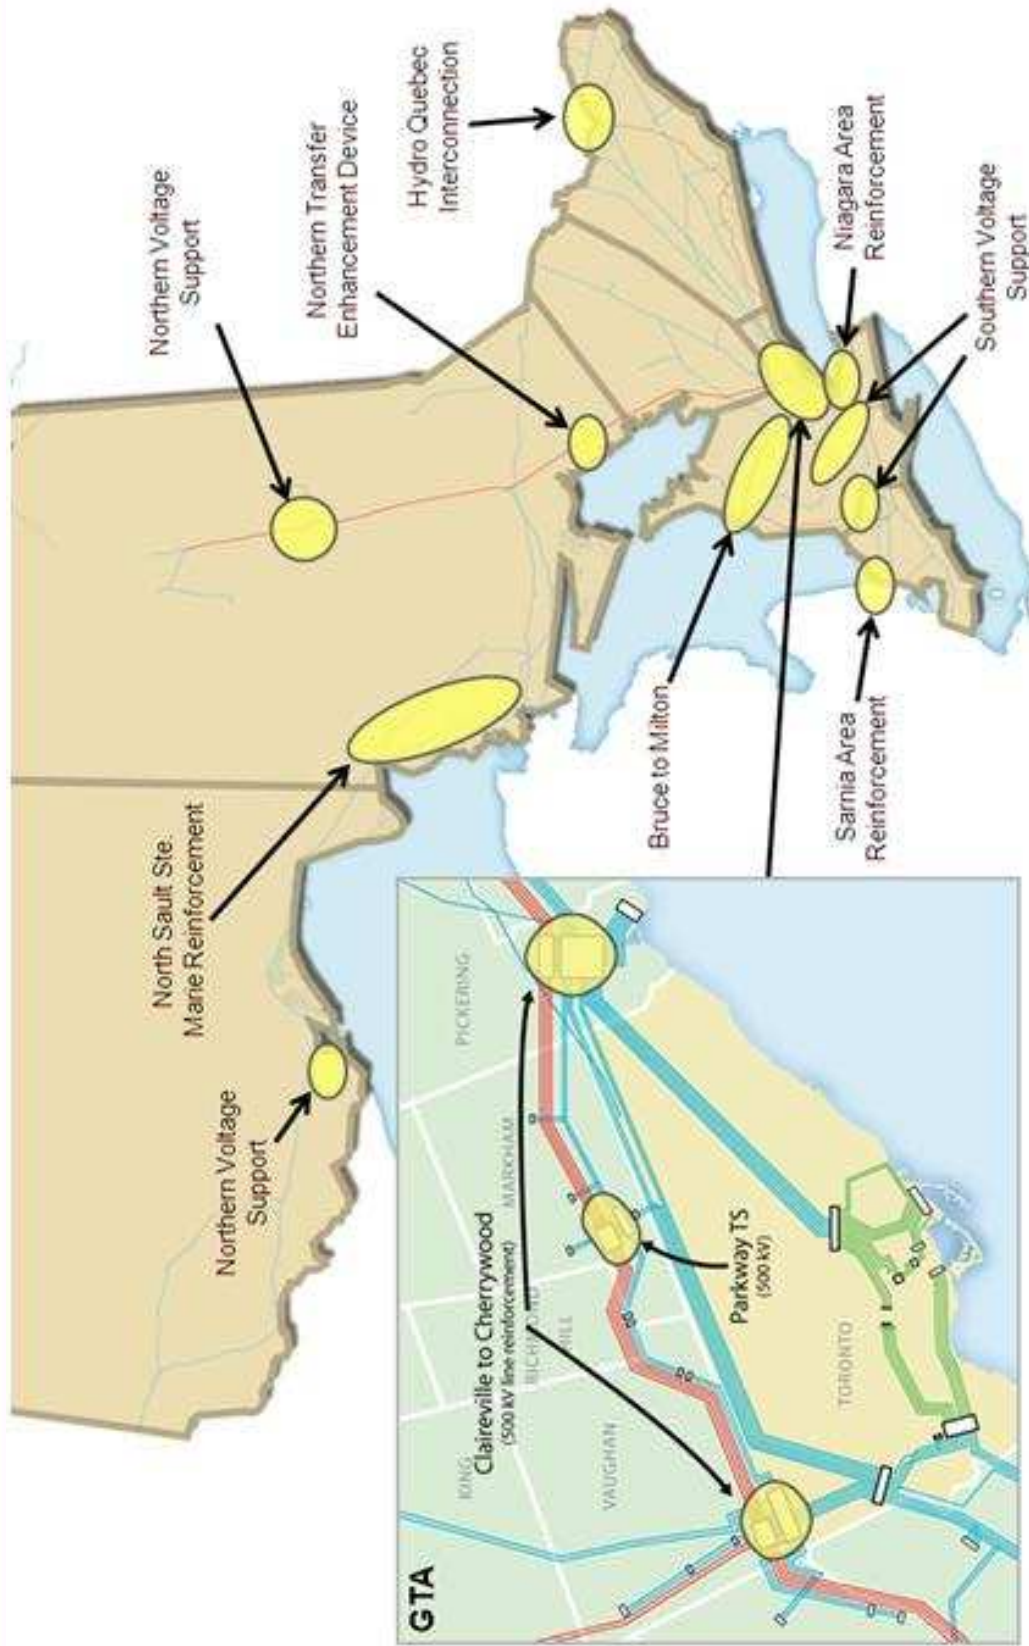 Northern Voltage
Support
North Sault Ste.
Marie Reinforcement
Northern Voltage
Support
Northern Transfer
Enhancement Device
Hydro Quebec
Interconnection
Bruce to Milton
Sarnia Area
Reinforcement
Niagara Area
Reinforcement
Southern Voltage
Support
GTA
KING
Claireville to Cherrywood
(500 kV line reinforcement)
RICHMOND
HILL
VAUGHAN
MARKHAM
PICKERING
Parkway TS
(500 kV)
TORONTO